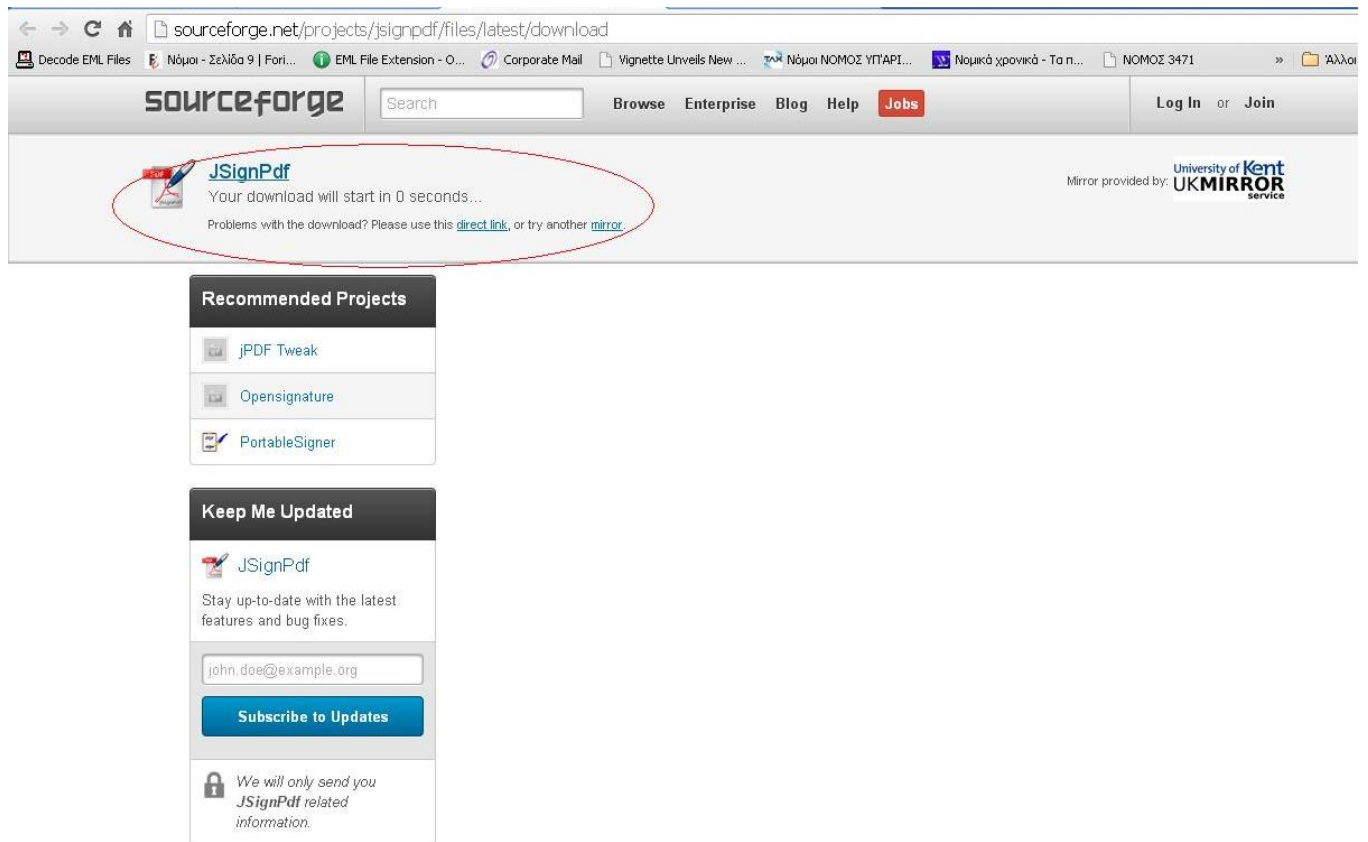 sourceforge.net/projects/jsignpdf/files/latest/download
Decode EML Files Νόμοι - Σελίδα 9 | Fori... EML File Extension - O... Corporate Mail Vignette Unveils New ... Νόμοι ΝΟΜΟΣ ΥΠ'ΑΡΙ... Νομικά χρονικά - Τα π... ΝΟΜΟΣ 3471 » Άλλοι
sourceforge Search Browse Enterprise Blog Help Jobs Log In or Join
JSignPdf
Your download will start in 0 seconds...
Problems with the download? Please use this direct link, or try another mirror.
Mirror provided by: University of Kent
UKMIRROR
service
Recommended Projects
jPDF Tweak
Opensignature
PortableSigner
Keep Me Updated
JSignPdf
Stay up-to-date with the latest
features and bug fixes.
john.doe@example.org
Subscribe to Updates
We will only send you
JSignPdf related
information.